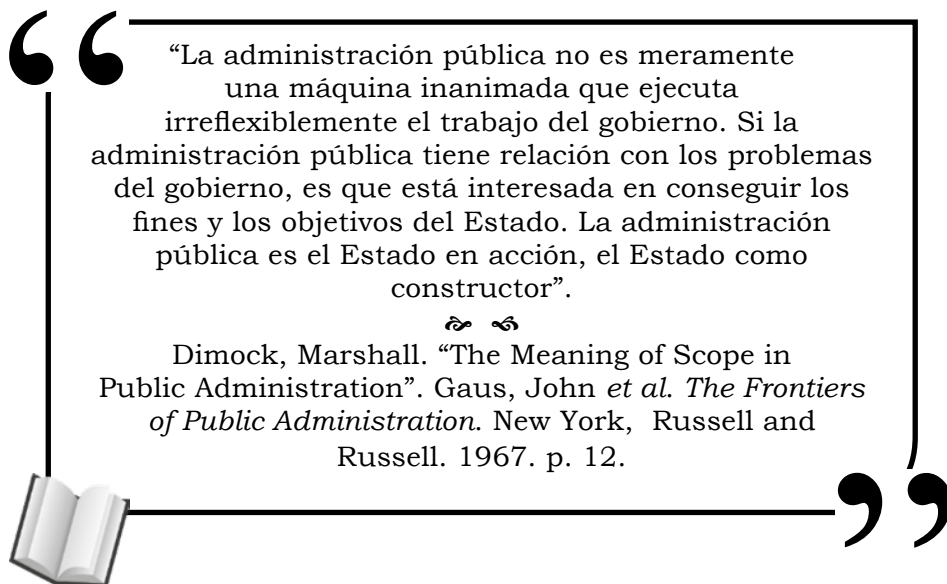 “La administración pública no es meramente
una máquina inanimada que ejecuta
irreflexiblemente el trabajo del gobierno. Si la
administración pública tiene relación con los problemas
del gobierno, es que está interesada en conseguir los
fines y los objetivos del Estado. La administración
pública es el Estado en acción, el Estado como
constructor”.
Dimock, Marshall. “The Meaning of Scope in
Public Administration”. Gaus, John et al. The Frontiers
of Public Administration. New York, Russell and
Russell. 1967. p. 12.